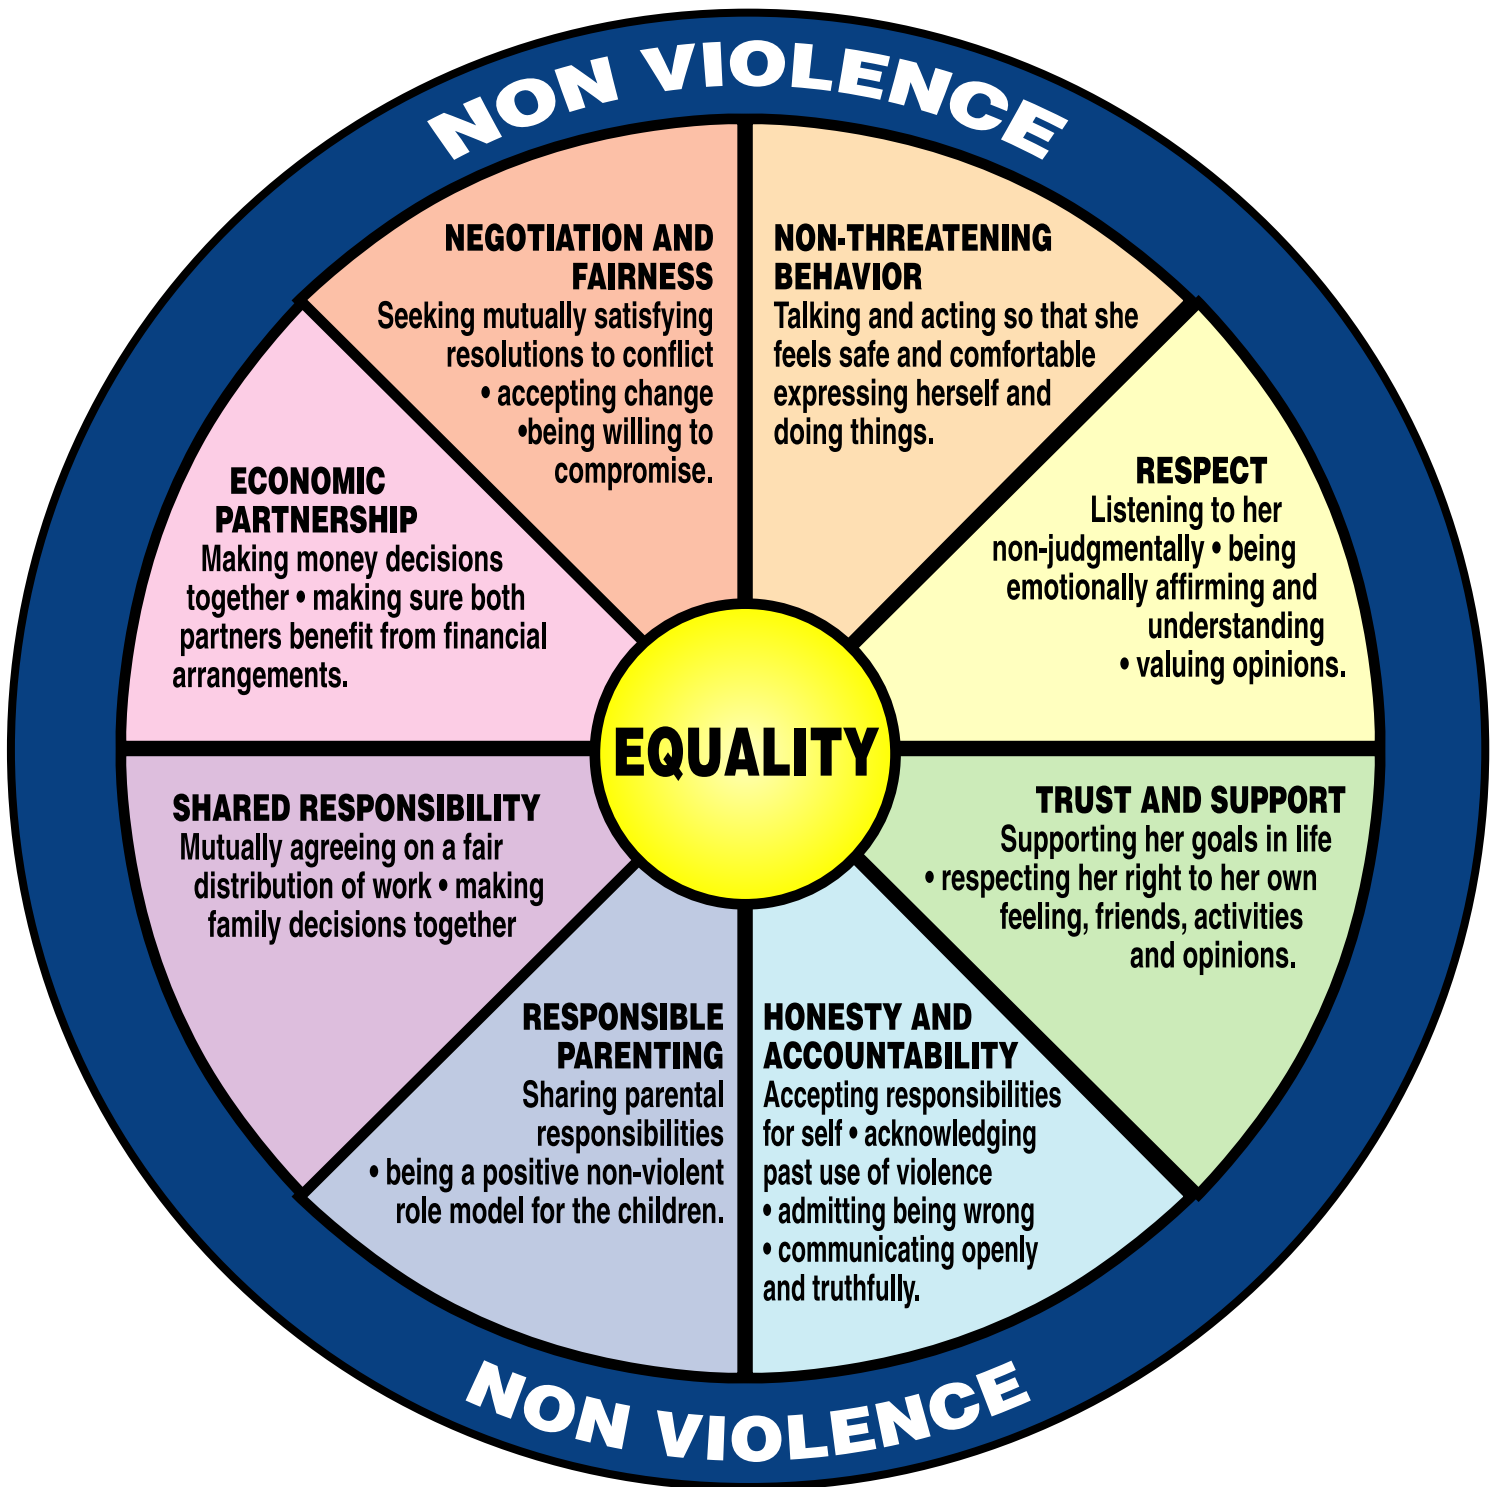 NON VIOLENCE
NEGOTIATION AND
FAIRNESS
Seeking mutually satisfying
resolutions to conflict
• accepting change
•being willing to
compromise.
NON-THREATENING
BEHAVIOR
Talking and acting so that she
feels safe and comfortable
expressing herself and
doing things.
RESPECT
Listening to her
non-judgmentally • being
emotionally affirming and
understanding
• valuing opinions.
ECONOMIC
PARTNERSHIP
Making money decisions
together • making sure both
partners benefit from financial
arrangements.
EQUALITY
SHARED RESPONSIBILITY
Mutually agreeing on a fair
distribution of work • making
family decisions together
TRUST AND SUPPORT
Supporting her goals in life
• respecting her right to her own
feeling, friends, activities
and opinions.
RESPONSIBLE
PARENTING
Sharing parental
responsibilities
• being a positive non-violent
role model for the children.
HONESTY AND
ACCOUNTABILITY
Accepting responsibilities
for self • acknowledging
past use of violence
• admitting being wrong
• communicating openly
and truthfully.
NON VIOLENCE